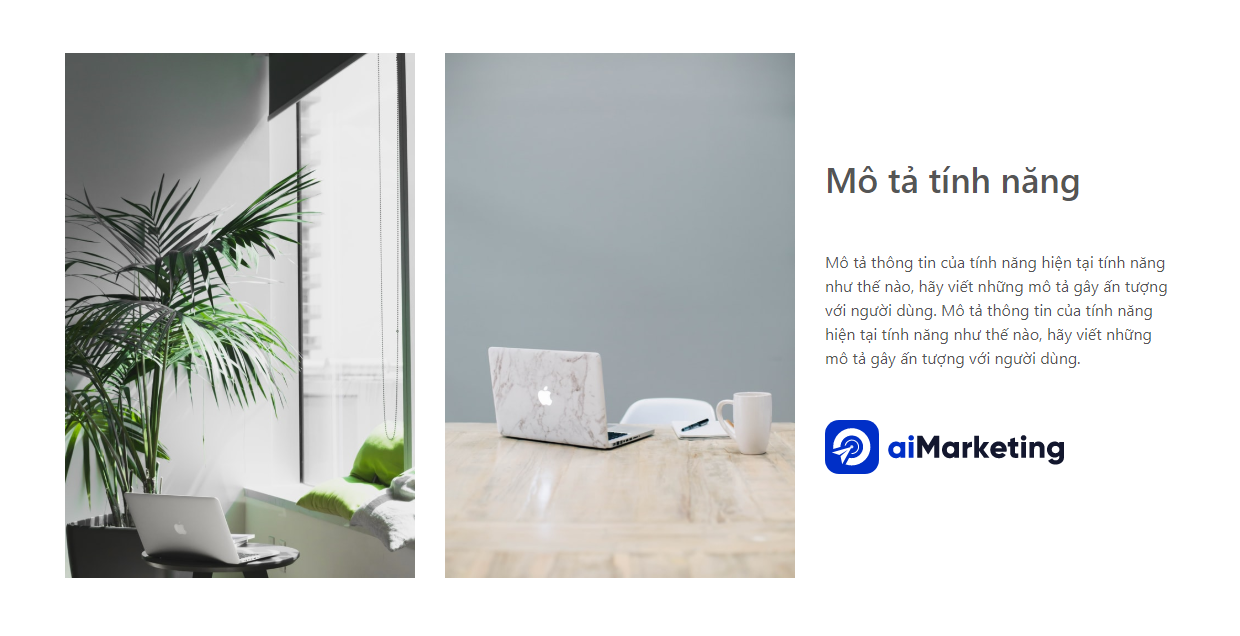 Mô tả tính năng
Mô tả thông tin của tính năng hiện tại tính năng
như thế nào, hãy viết những mô tả gây ấn tượng
với người dùng. Mô tả thông tin của tính năng
hiện tại tính năng như thế nào, hãy viết những
mô tả gây ấn tượng với người dùng.
aiMarketing